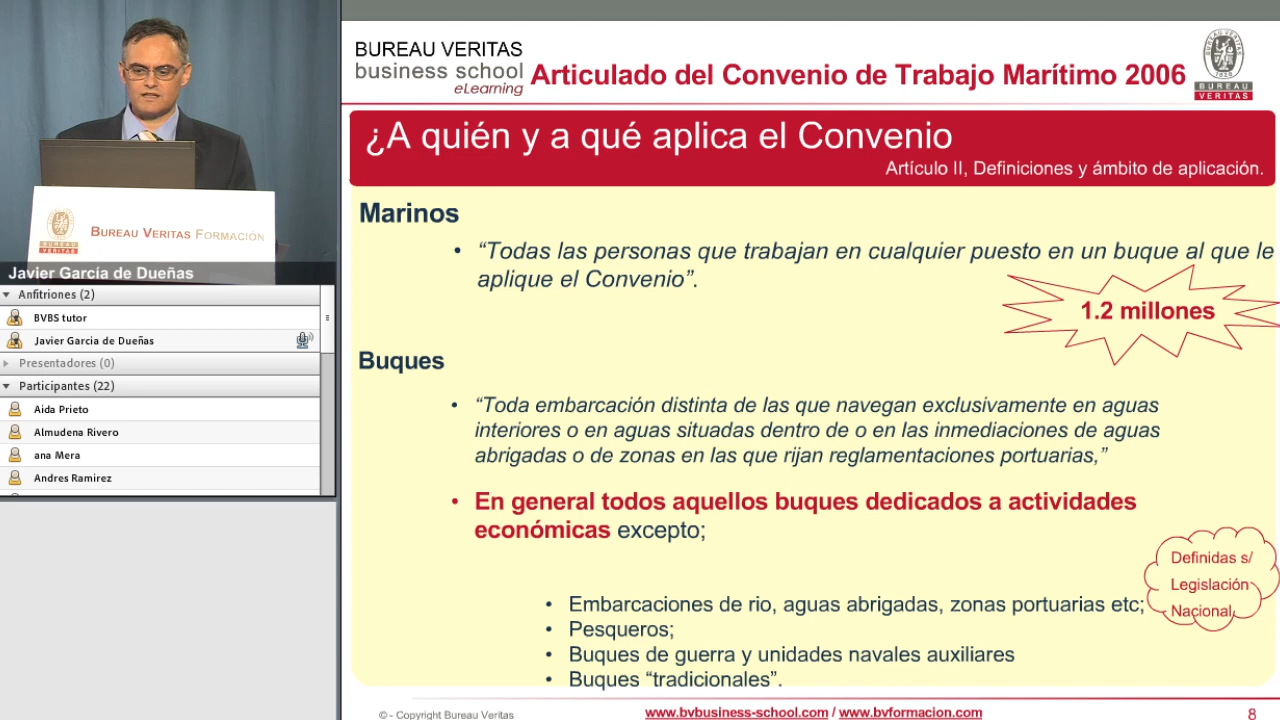 BUREAU VERITAS FORMACIÓN
BUREAU
VERITAS
Javier García de Dueñas
Anfitriones (2)
BVBS tutor
Javier Garcia de Dueñas
Presentadores (0)
Participantes (22)
Aida Prieto
Almudena Rivero
ana Mera
Andres Ramirez
BUREAU VERITAS
business school
eLearning
Articulado del Convenio de Trabajo Marítimo 2006
1828
BUREAU
VERITAS
¿A quién y a qué aplica el Convenio
Artículo II, Definiciones y ámbito de aplicación.
Marinos
• “Todas las personas que trabajan en cualquier puesto en un buque al que le
aplique el Convenio”.
1.2 millones
Buques
• “Toda embarcación distinta de las que navegan exclusivamente en aguas
interiores o en aguas situadas dentro de o en las inmediaciones de aguas
abrigadas o de zonas en las que rijan reglamentaciones portuarias,”
• En general todos aquellos buques dedicados a actividades
económicas excepto;
Definidas s/
Legislación
Nacional,
• Embarcaciones de rio, aguas abrigadas, zonas portuarias etc;
• Pesqueros;
• Buques de guerra y unidades navales auxiliares
• Buques “tradicionales”.
© - Copyright Bureau Veritas
www.bvbusiness-school.com / www.bvformacion.com
8